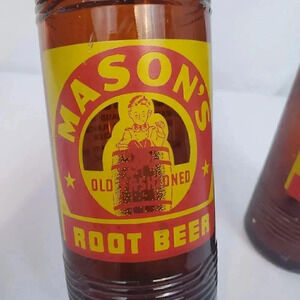 MASON'S
OLD FASHIONED
ROOT BEER